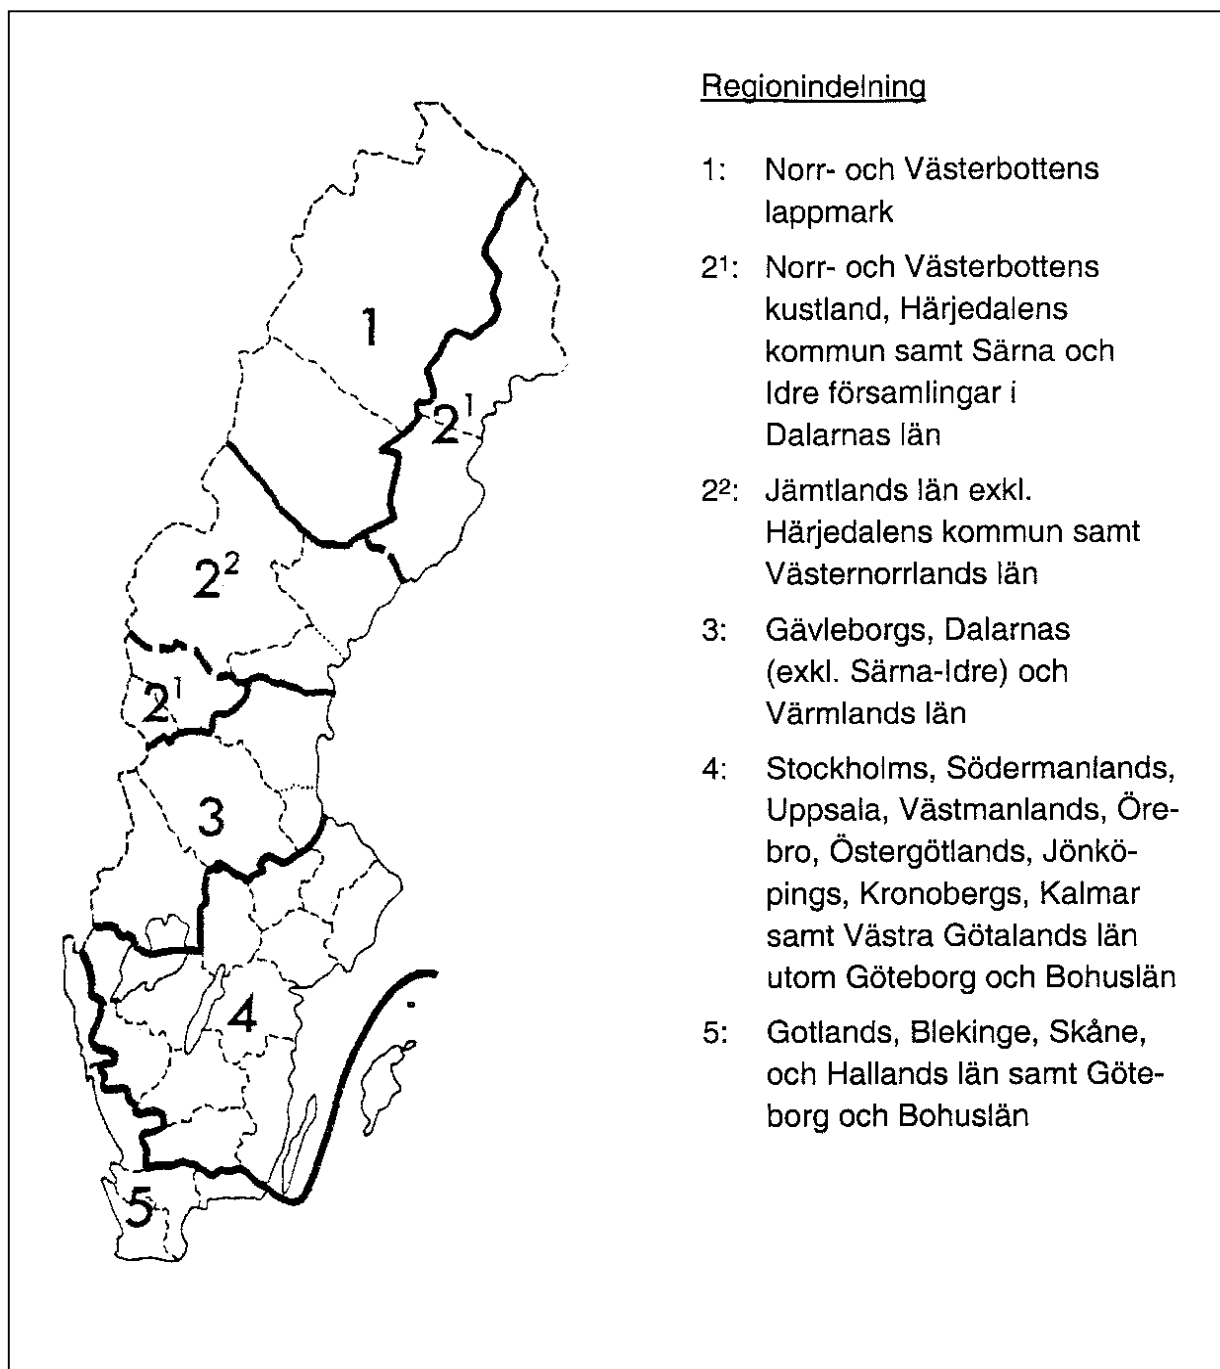 Regionindelning
1: Norr- och Västerbottens
lappmark
2¹: Norr- och Västerbottens
kustland, Härjedalens
kommun samt Särna och
Idre församlingar i
Dalarnas län
2²: Jämtlands län exkl.
Härjedalens kommun samt
Västernorrlands län
3: Gävleborgs, Dalarnas
(exkl. Särna-Idre) och
Värmlands län
4: Stockholms, Södermanlands,
Uppsala, Västmanlands, Öre-
bro, Östergötlands, Jönkö-
pings, Kronobergs, Kalmar
samt Västra Götalands län
utom Göteborg och Bohuslän
5: Gotlands, Blekinge, Skåne,
och Hallands län samt Göte-
borg och Bohuslän
1
2¹
2²
2¹
3
4
5